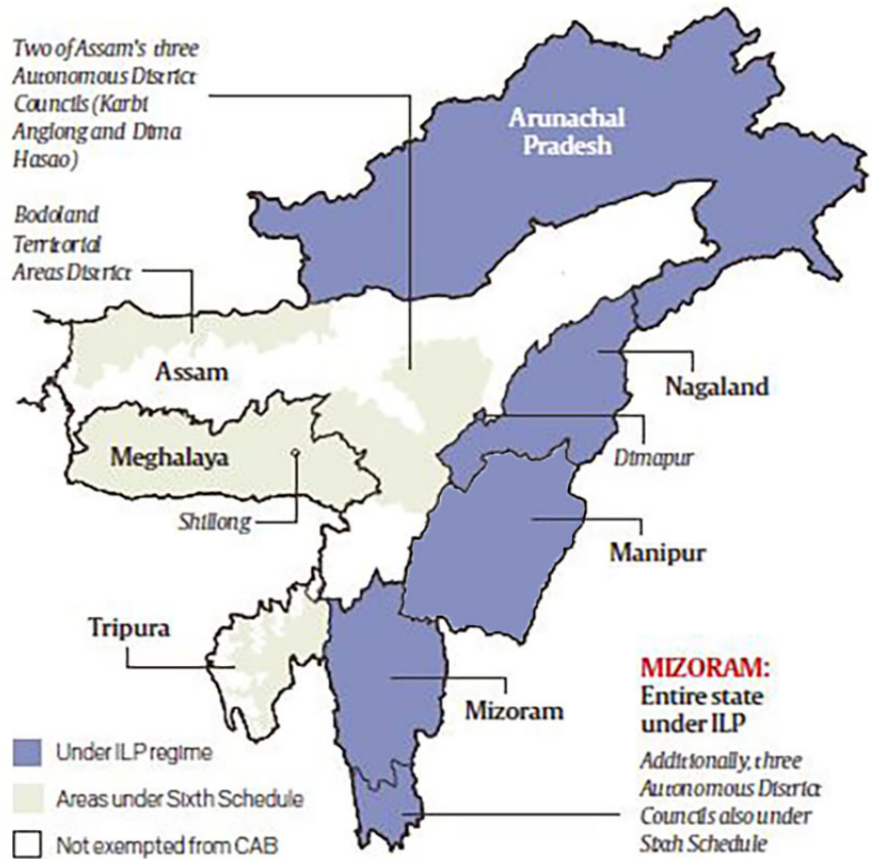 Two of Assam's three
Autonomous District
Councils (Karbi
Anglong and Dima
Hasao)
Bodoland
Territorial
Areas District
Arunachal
Pradesh
Assam
Meghalaya
Shillong
Nagaland
Dimapur
Manipur
Tripura
Mizoram
MIZORAM:
Entire state
under ILP
Additionally, three
Autonomous District
Councils also under
Sixth Schedule
Under ILP regime
Areas under Sixth Schedule
Not exempted from CAB